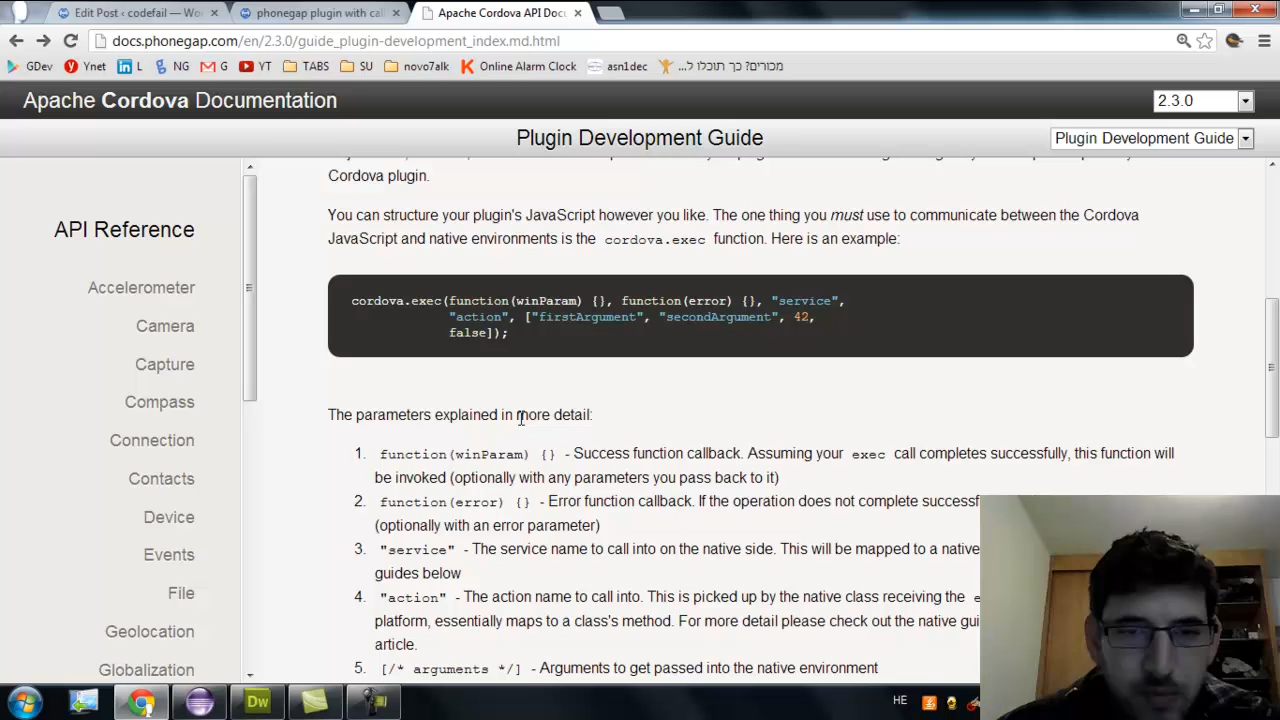 Edit Post ‹ codefail — Wo
phonegap plugin with cal
Apache Cordova API Docu
docs.phonegap.com/en/2.3.0/guide_plugin-development_index.md.html
GDev Ynet L NG G YT TABS SU novo7alk Online Alarm Clock asn1dec מכורים? כך תוכלו ל...
Apache Cordova Documentation
2.3.0
Plugin Development Guide
Plugin Development Guide
Cordova plugin.
You can structure your plugin's JavaScript however you like. The one thing you must use to communicate between the Cordova
JavaScript and native environments is the cordova.exec function. Here is an example:
cordova.exec(function(winParam) {}, function(error) {}, "service",
"action", ["firstArgument", "secondArgument", 42,
false]);
The parameters explained in more detail:
1. function(winParam) {} - Success function callback. Assuming your exec call completes successfully, this function will
be invoked (optionally with any parameters you pass back to it)
2. function(error) {} - Error function callback. If the operation does not complete successf
(optionally with an error parameter)
3. "service" - The service name to call into on the native side. This will be mapped to a native
guides below
4. "action" - The action name to call into. This is picked up by the native class receiving the e
platform, essentially maps to a class's method. For more detail please check out the native gui
article.
5. [/* arguments */] - Arguments to get passed into the native environment
API Reference
Accelerometer
Camera
Capture
Compass
Connection
Contacts
Device
Events
File
Geolocation
Globalization
Dw
HE